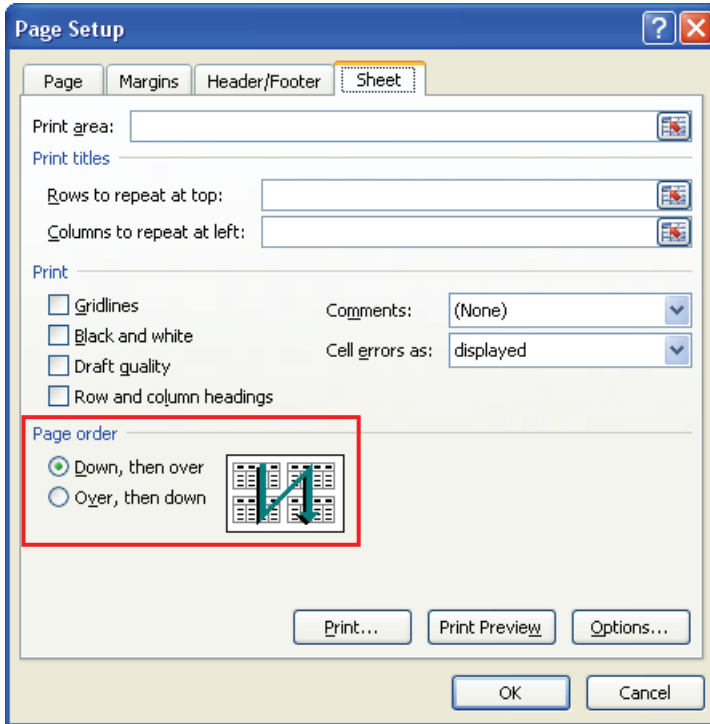 Page Setup
Page Margins Header/Footer Sheet
Print area:
Print titles
Rows to repeat at top:
Columns to repeat at left:
Print
Gridlines Comments: (None)
Black and white
Cell errors as: displayed
Draft quality
Row and column headings
Page order
Down, then over
Over, then down
Print... Print Preview Options...
OK Cancel